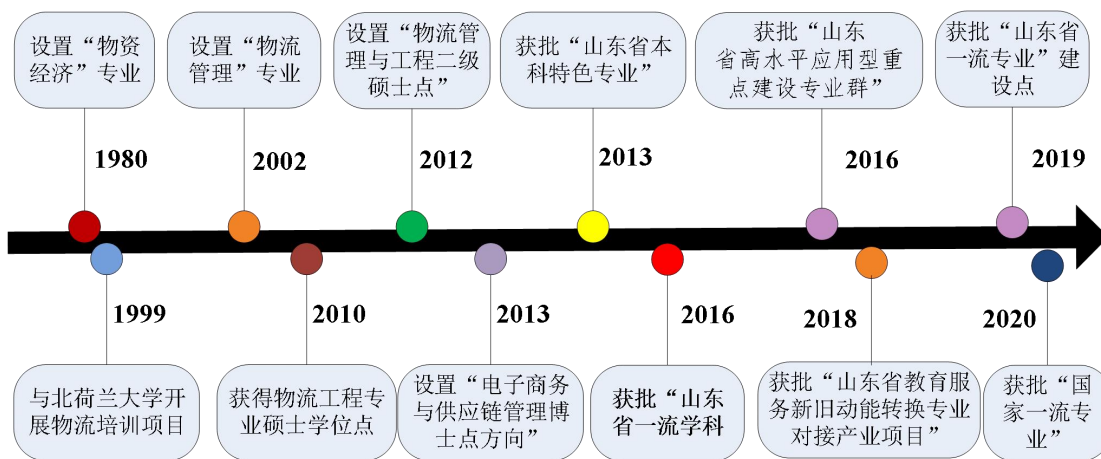 设置“物资
经济”专业
设置“物流
管理”专业
设置“物流管
理与工程二级
硕士点”
获批“山东省本
科特色专业”
获批“山东
省高水平应用型重
点建设专业群”
获批“山东省
一流专业”建
设点
1980
2002
2012
2013
2016
2019
1999
2010
2013
2016
2018
2020
与北荷兰大学开
展物流培训项目
获得物流工程专
业硕士学位点
设置“电子商务
与供应链管理博
士点方向”
获批“山东
省一流学科
获批“山东省教育服
务新旧动能转换专业
对接产业项目”
获批“国
家一流专
业”